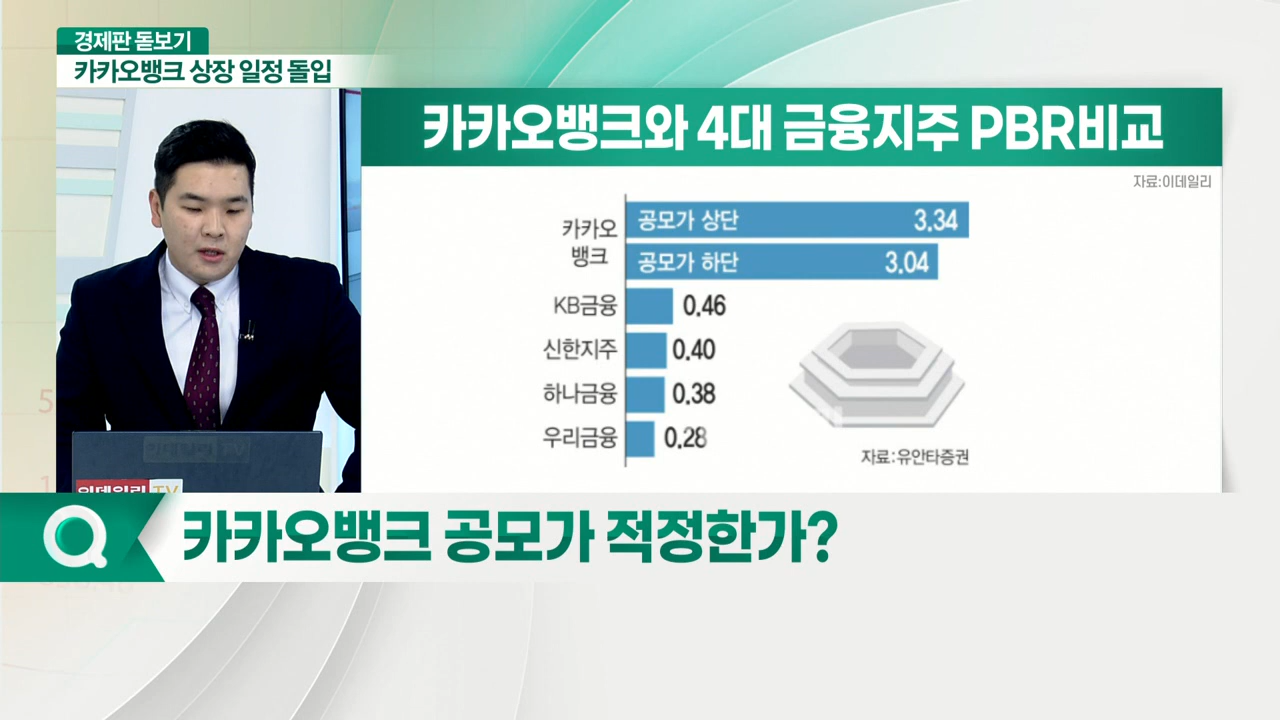 경제판 돋보기
카카오뱅크 상장 일정 돌입
카카오뱅크와 4대 금융지주 PBR비교
자료:이데일리
카카오
뱅크
공모가 상단 3.34
공모가 하단 3.04
KB금융 0.46
신한지주 0.40
하나금융 0.38
우리금융 0.28
자료:유안타증권
이데일리 TV
Q 카카오뱅크 공모가 적정한가?